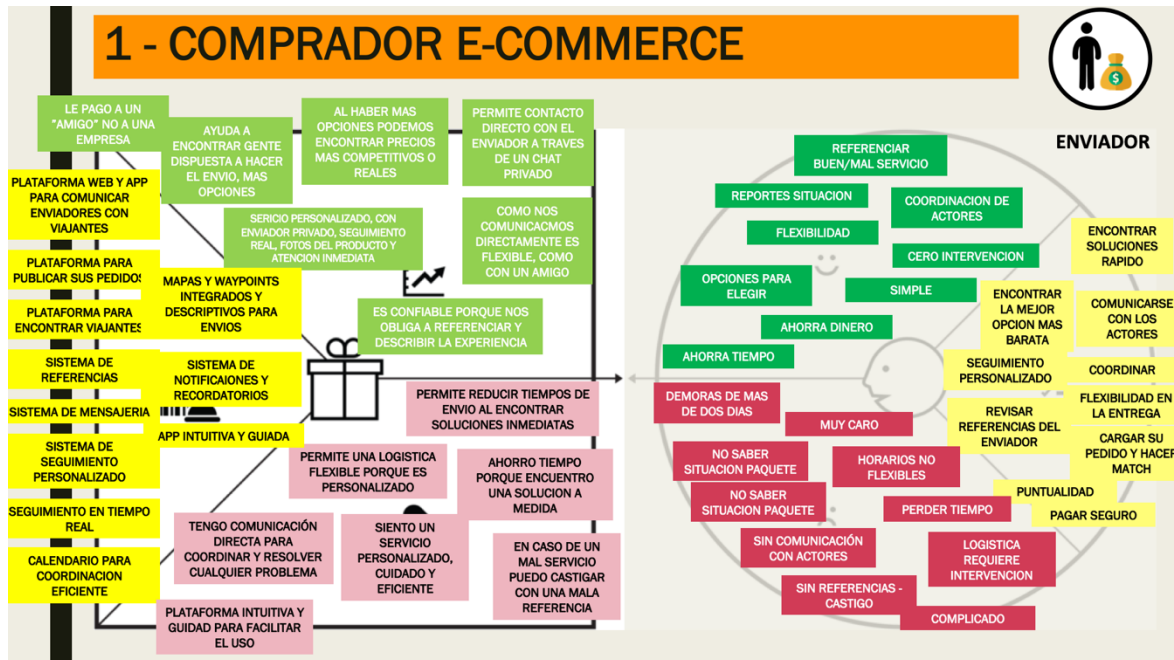 1 - COMPRADOR E-COMMERCE
ENVIADOR
LE PAGO A UN
"AMIGO" NO A UNA
EMPRESA
AYUDA A
ENCONTRAR GENTE
DISPUESTA A HACER
EL ENVIO, MAS
OPCIONES
AL HABER MAS
OPCIONES PODEMOS
ENCONTRAR PRECIOS
MAS COMPETITIVOS O
REALES
PERMITE CONTACTO
DIRECTO CON EL
ENVIADOR A TRAVES
DE UN CHAT
PRIVADO
SERICIO PERSONALIZADO, CON
ENVIADOR PRIVADO, SEGUIMIENTO
REAL, FOTOS DEL PRODUCTO Y
ATENCION INMEDIATA
COMO NOS
COMUNICACMOS
DIRECTAMENTE ES
FLEXIBLE, COMO
CON UN AMIGO
ES CONFIABLE PORQUE NOS
OBLIGA A REFERENCIAR Y
DESCRIBIR LA EXPERIENCIA
PLATAFORMA WEB Y APP
PARA COMUNICAR
ENVIADORES CON
VIAJANTES
PLATAFORMA PARA
PUBLICAR SUS PEDIDOS
PLATAFORMA PARA
ENCONTRAR VIAJANTES
SISTEMA DE
REFERENCIAS
SISTEMA DE MENSAJERIA
SISTEMA DE
SEGUIMIENTO
PERSONALIZADO
SEGUIMIENTO EN TIEMPO
REAL
CALENDARIO PARA
COORDINACION
EFICIENTE
MAPAS Y WAYPOINTS
INTEGRADOS Y
DESCRIPTIVOS PARA
ENVIOS
SISTEMA DE
NOTIFICAIONES Y
RECORDATORIOS
APP INTUITIVA Y GUIADA
PERMITE REDUCIR TIEMPOS DE
ENVIO AL ENCONTRAR
SOLUCIONES INMEDIATAS
PERMITE UNA LOGISTICA
FLEXIBLE PORQUE ES
PERSONALIZADO
AHORRO TIEMPO
PORQUE ENCUENTRO
UNA SOLUCION A
MEDIDA
TENGO COMUNICACIÓN
DIRECTA PARA
COORDINAR Y RESOLVER
CUALQUIER PROBLEMA
SIENTO UN
SERVICIO
PERSONALIZADO,
CUIDADO Y
EFICIENTE
EN CASO DE UN
MAL SERVICIO
PUEDO CASTIGAR
CON UNA MALA
REFERENCIA
PLATAFORMA INTUITIVA Y
GUIDAD PARA FACILITAR
EL USO
REFERENCIAR
BUEN/MAL SERVICIO
REPORTES SITUACION
COORDINACION DE
ACTORES
FLEXIBILIDAD
CERO INTERVENCION
OPCIONES PARA
ELEGIR
SIMPLE
AHORRA DINERO
AHORRA TIEMPO
ENCONTRAR
SOLUCIONES
RAPIDO
ENCONTRAR
LA MEJOR
OPCION MAS
BARATA
COMUNICARSE
CON LOS
ACTORES
SEGUIMIENTO
PERSONALIZADO
COORDINAR
REVISAR
REFERENCIAS DEL
ENVIADOR
FLEXIBILIDAD EN
LA ENTREGA
CARGAR SU
PEDIDO Y HACER
MATCH
PUNTUALIDAD
PAGAR SEGURO
DEMORAS DE MAS
DE DOS DIAS
MUY CARO
NO SABER
SITUACION PAQUETE
HORARIOS NO
FLEXIBLES
NO SABER
SITUACION PAQUETE
PERDER TIEMPO
SIN COMUNICACIÓN
CON ACTORES
LOGISTICA
REQUIERE
INTERVENCION
SIN REFERENCIAS -
CASTIGO
COMPLICADO